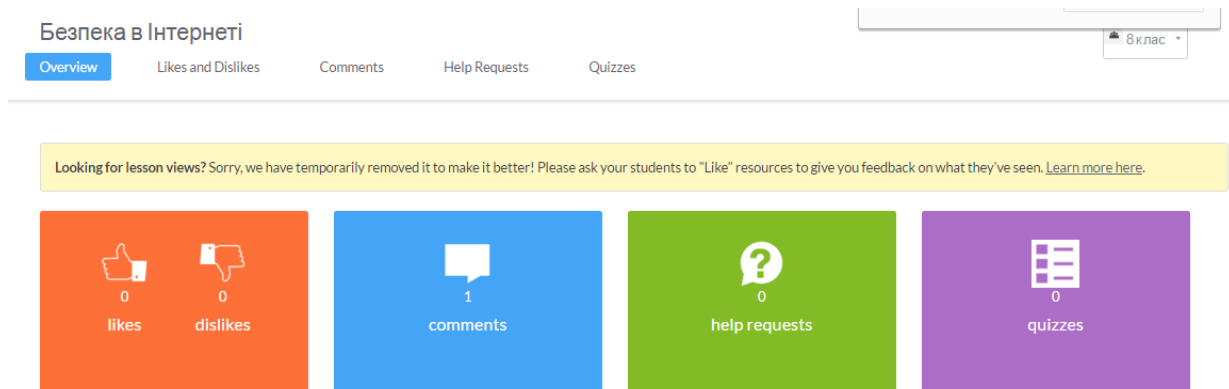 Безпека в Інтернеті
8 клас
Overview Likes and Dislikes Comments Help Requests Quizzes
Looking for lesson views? Sorry, we have temporarily removed it to make it better! Please ask your students to "Like" resources to give you feedback on what they've seen. Learn more here.
0 0 1 0 0
likes dislikes comments help requests quizzes